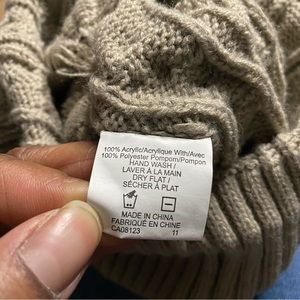 100% Acrylic/Acrylique With/Avec
100% Polyester Pompom/Pompon
HAND WASH /
LAVER À LA MAIN
DRY FLAT /
SÉCHER À PLAT
MADE IN CHINA
FABRIQUÉ EN CHINE
CA08123 11